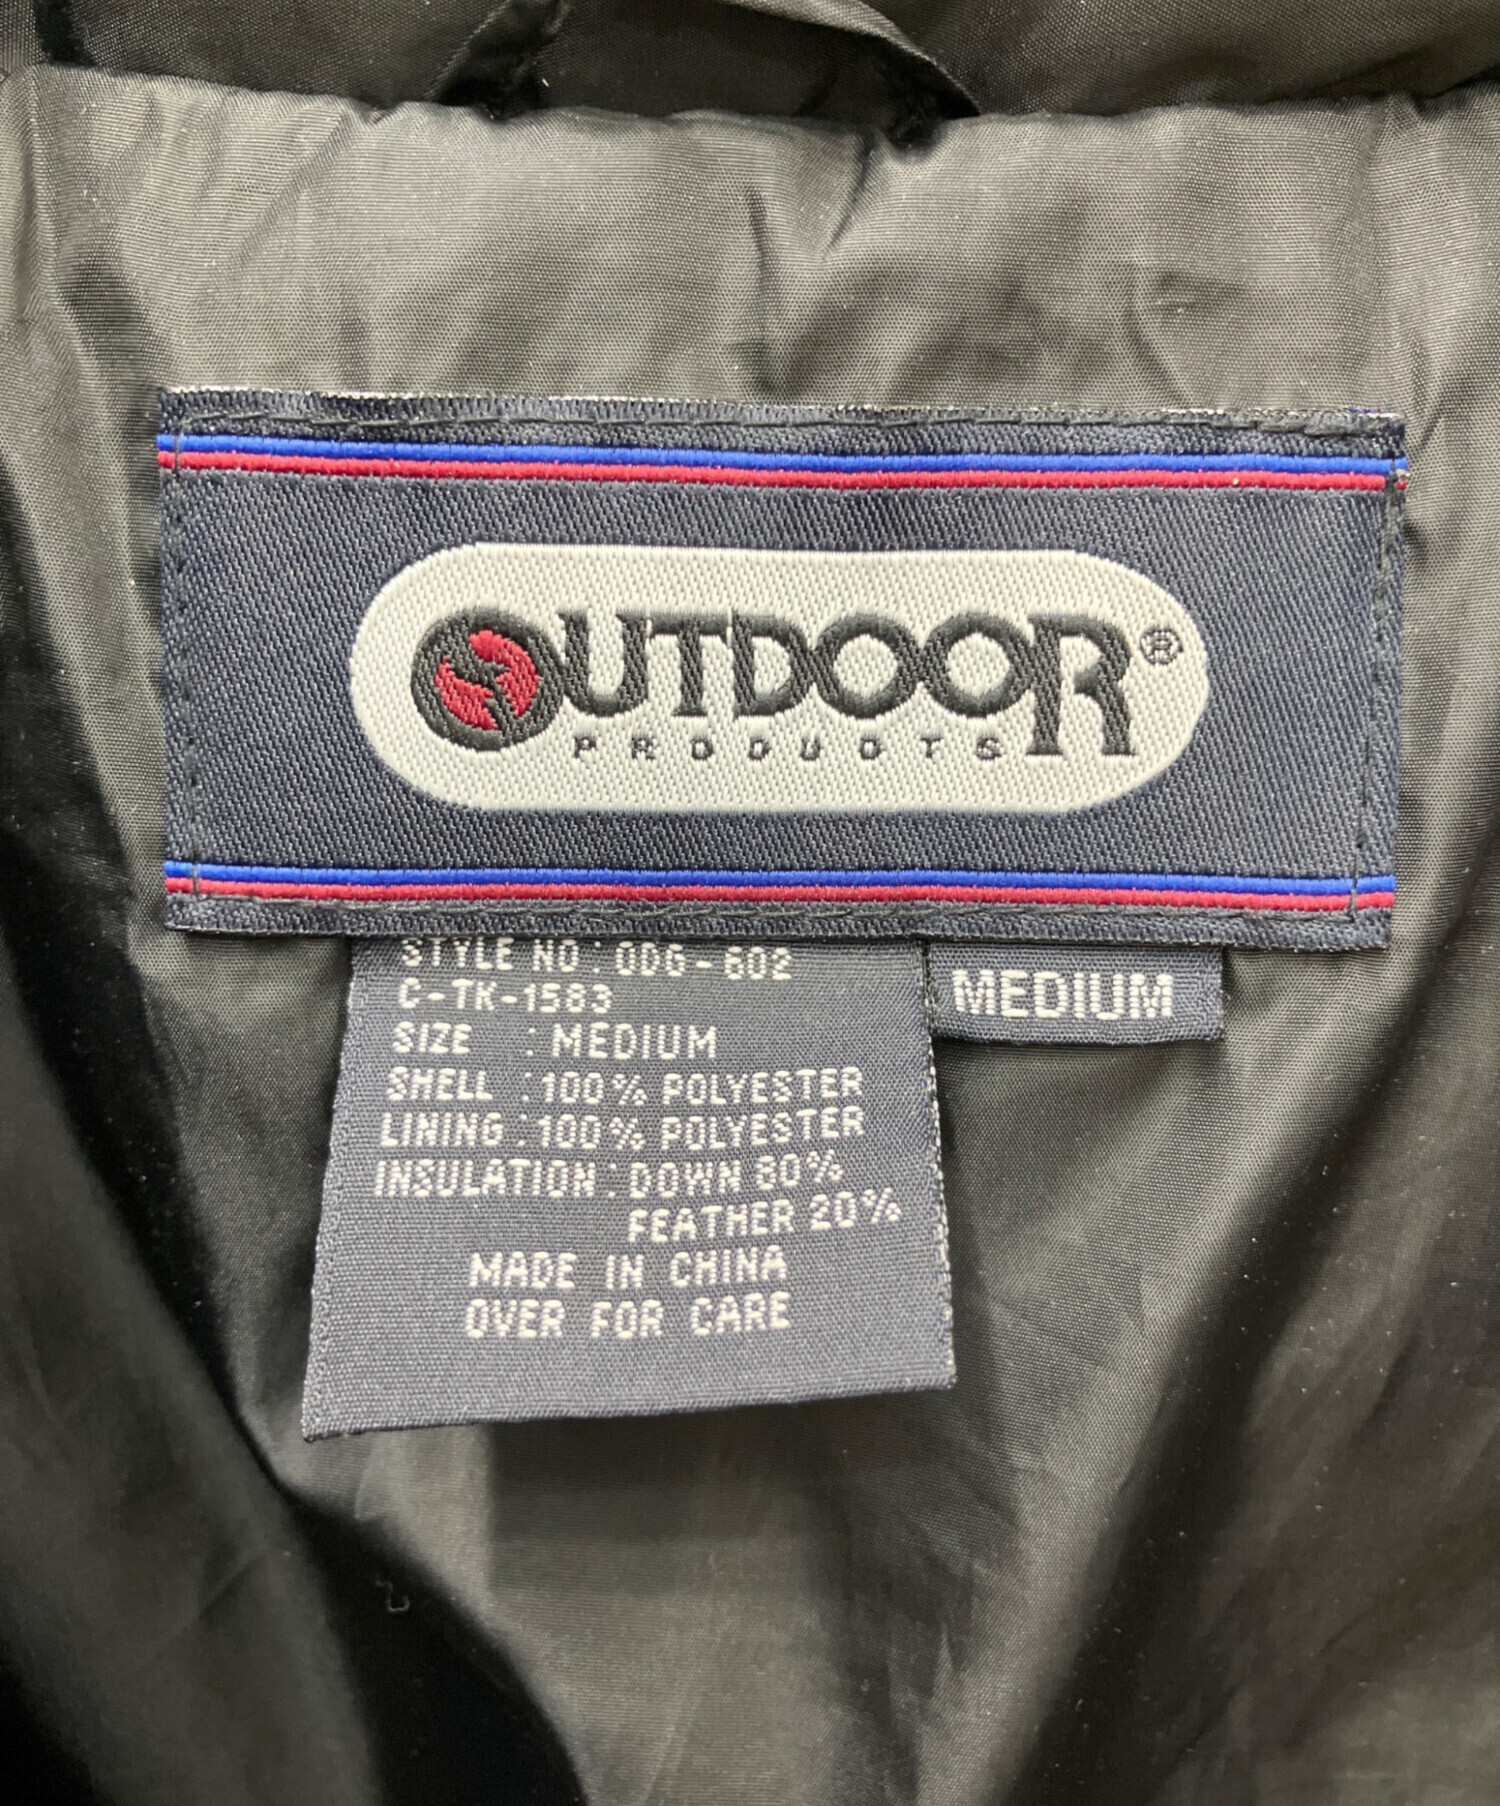 OUTDOOR®
PRODUCTS
STYLE NO : ODG-602
C-TK-1583
SIZE : MEDIUM
SHELL : 100% POLYESTER
LINING : 100% POLYESTER
INSULATION : DOWN 80%
FEATHER 20%
MADE IN CHINA
OVER FOR CARE
MEDIUM